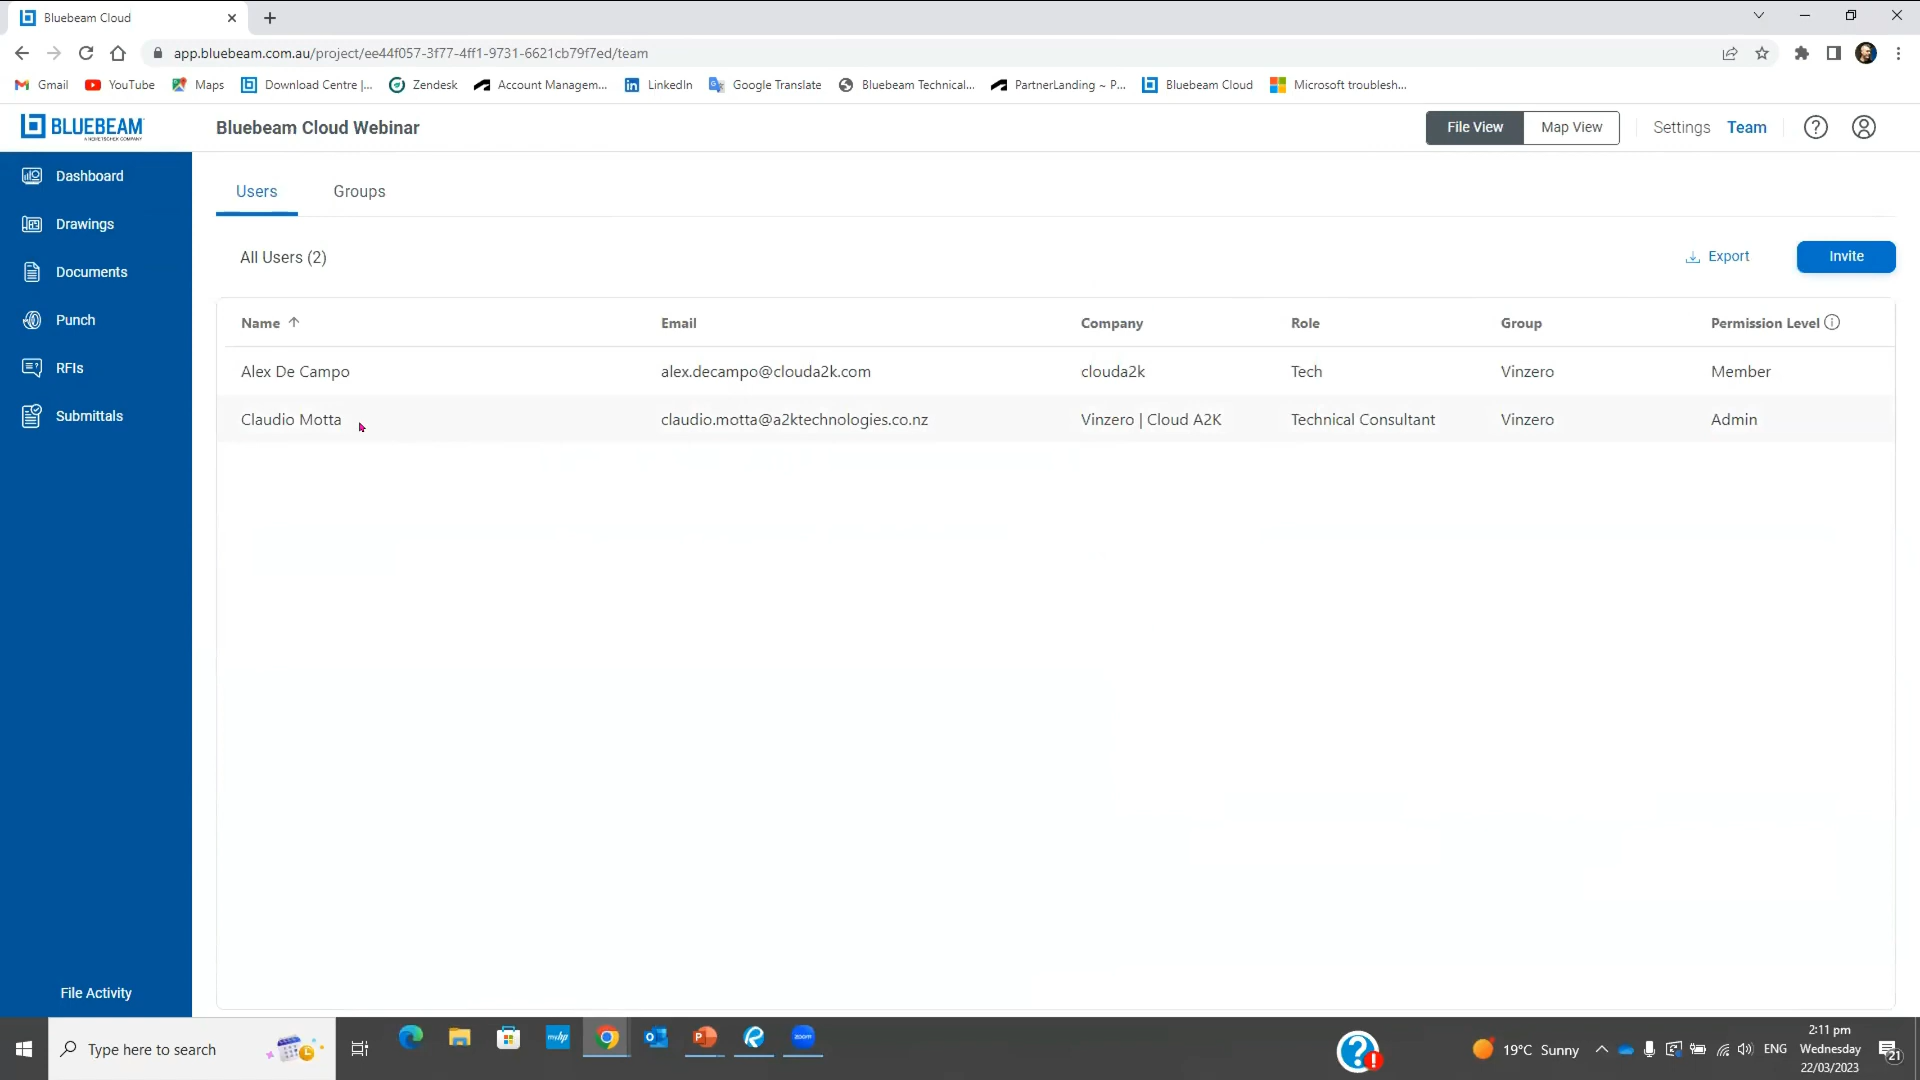 Bluebeam Cloud
app.bluebeam.com.au/project/ee44f057-3f77-4ff1-9731-6621cb79f7ed/team
Gmail YouTube Maps Download Centre |... Zendesk Account Managem... LinkedIn Google Translate Bluebeam Technical... PartnerLanding ~ P... Bluebeam Cloud Microsoft troublesh...
BLUEBEAM
A NEMETSCHEK COMPANY
Bluebeam Cloud Webinar
File View Map View Settings Team
Dashboard
Drawings
Documents
Punch
RFIs
Submittals
File Activity
Users Groups
All Users (2)
Export Invite
Name Email Company Role Group Permission Level
Alex De Campo alex.decampo@clouda2k.com clouda2k Tech Vinzero Member
Claudio Motta claudio.motta@a2ktechnologies.co.nz Vinzero | Cloud A2K Technical Consultant Vinzero Admin
Type here to search
myhp
zoom
19°C Sunny
ENG
2:11 pm
Wednesday
22/03/2023
21